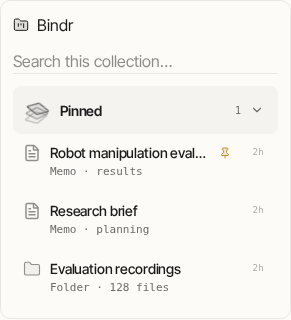 Bindr
Search this collection...
Pinned 1
Robot manipulation eval... 2h
Memo · results
Research brief 2h
Memo · planning
Evaluation recordings 2h
Folder · 128 files